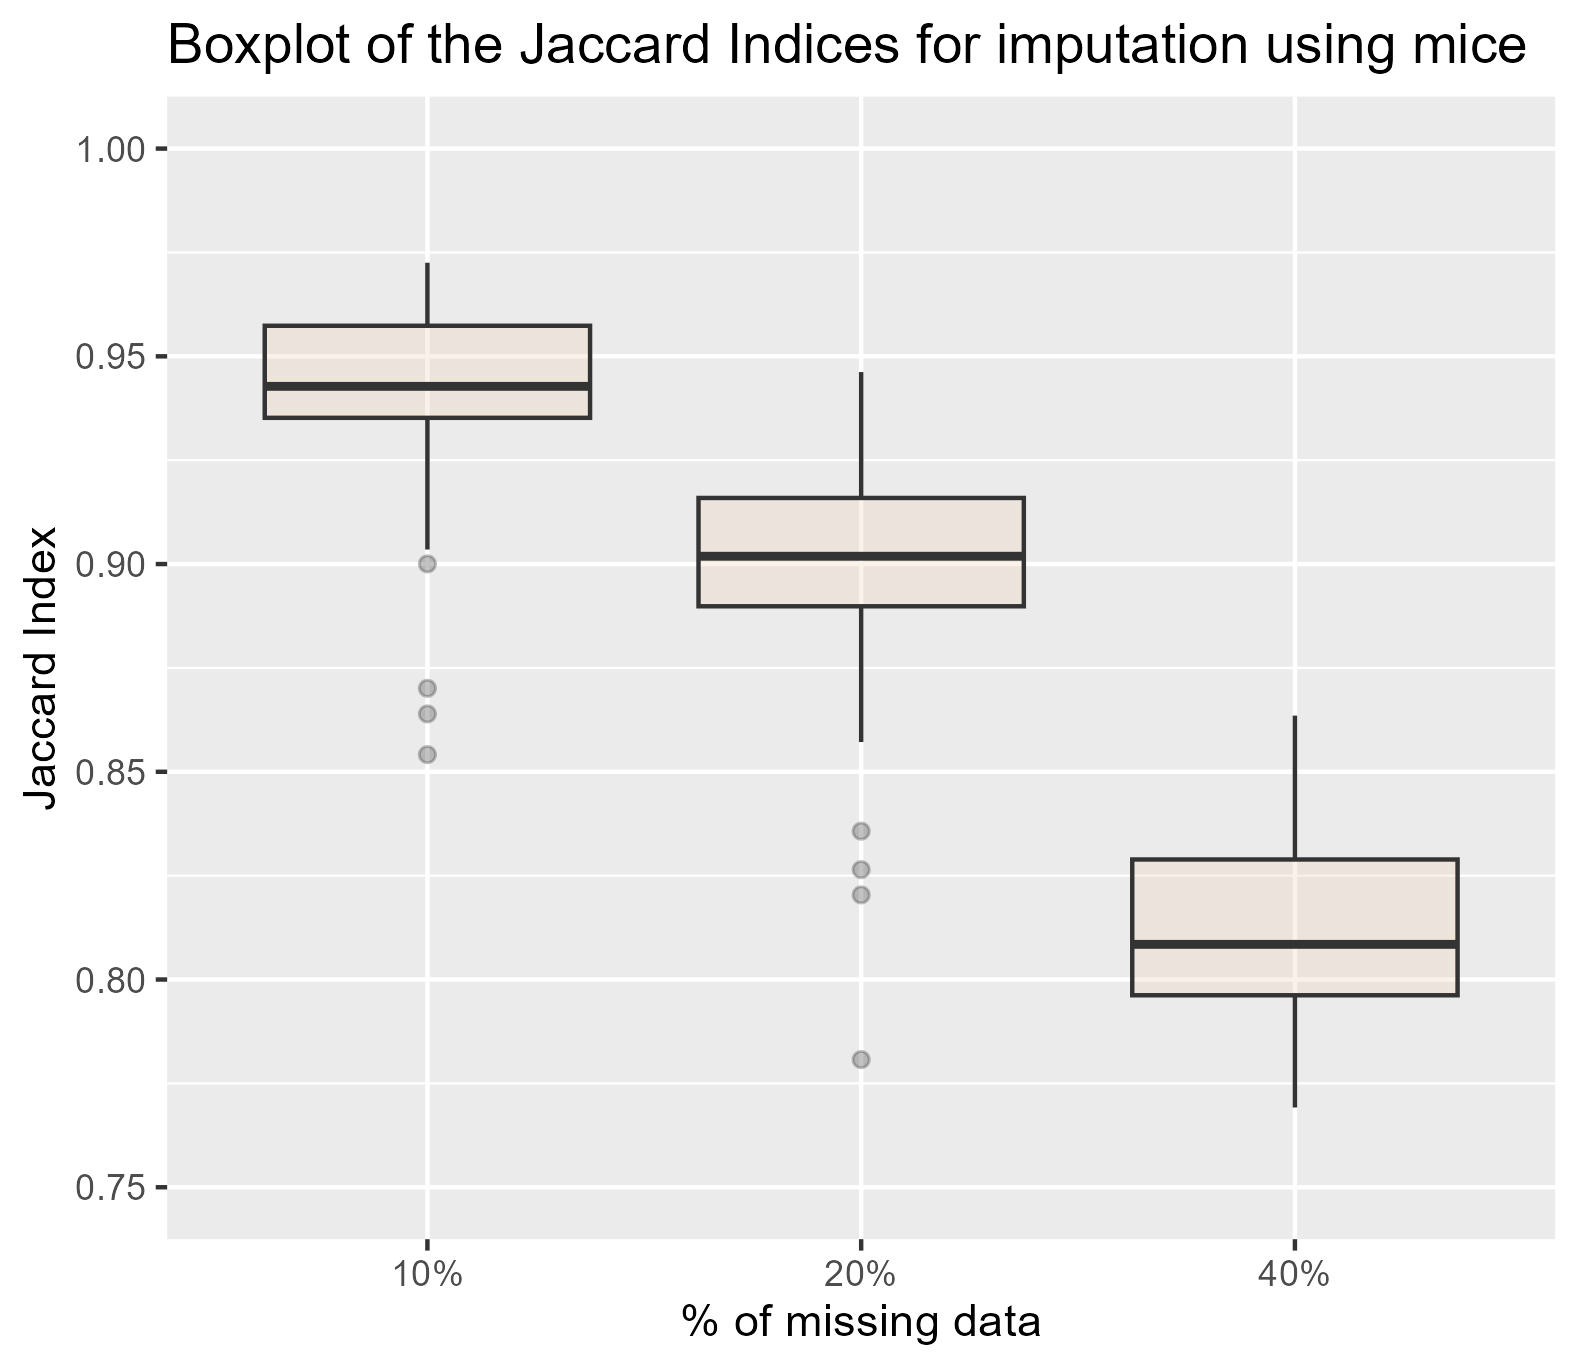 Boxplot of the Jaccard Indices for imputation using mice
Jaccard Index
1.00
0.95
0.90
0.85
0.80
0.75
10% 20% 40%
% of missing data